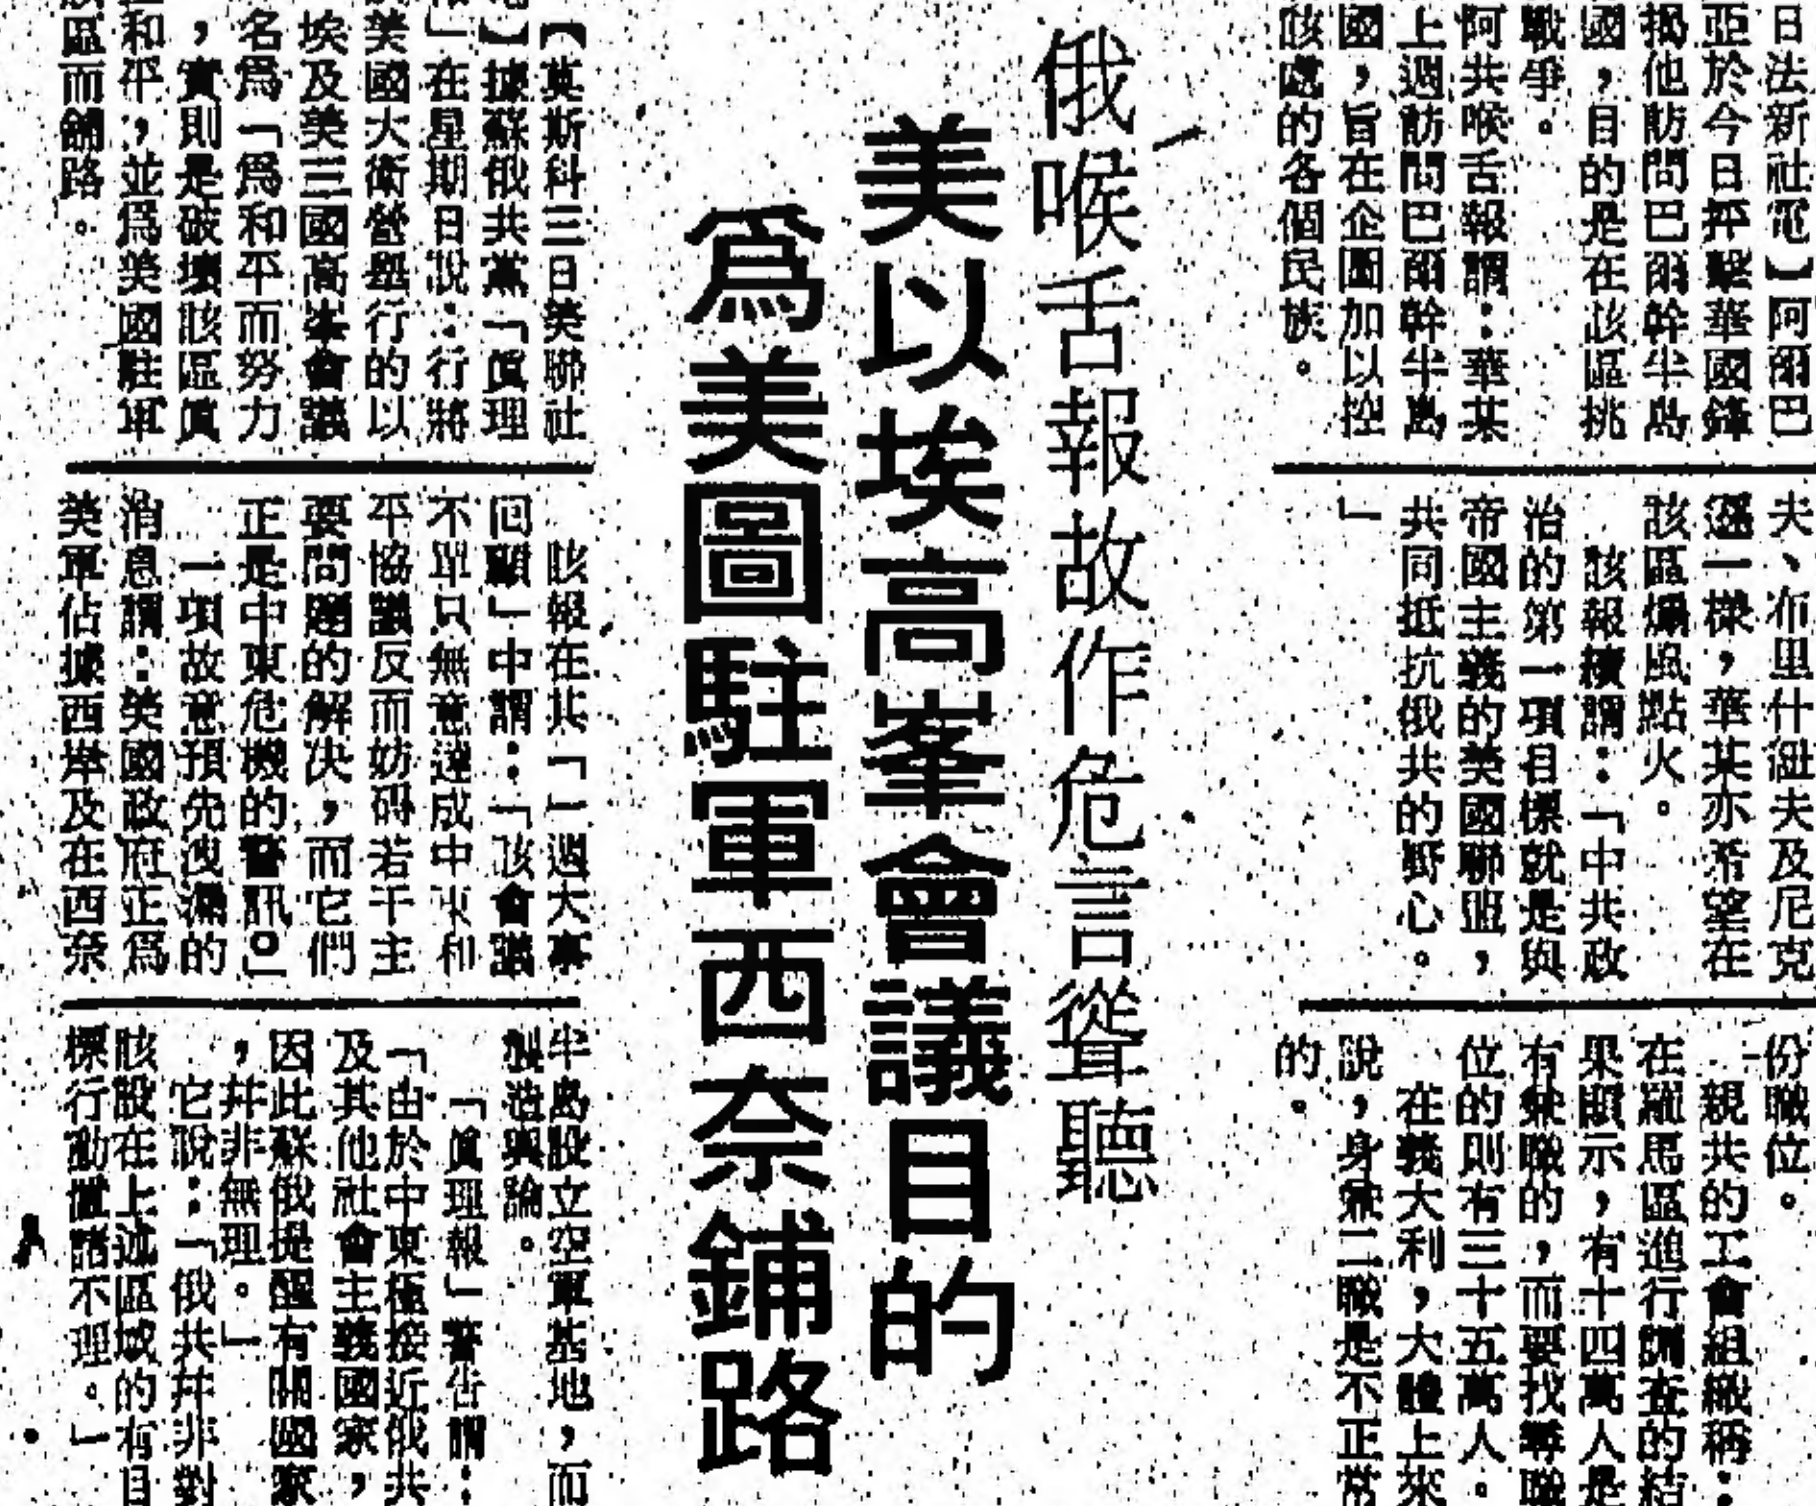 日法新社電】阿爾巴
亞於今日抨擊華國鋒
揭他訪問巴爾幹半島
國，目的是在該區挑
戰爭。
阿共喉舌報謂：華某
上週訪問巴爾幹半島
國，旨在企圖加以控
該處的各個民族。
夫、布里什湼夫及尼克
遜一樣，華某亦希望在
該區煽風點火。
該報續謂：「中共政
治的第一項目標就是與
帝國主義的美國聯盟，
共同抵抗俄共的野心。
」
份職位。
親共的工會組織稱：
在羅馬區進行調查的結
果顯示，有十四萬人是
有兼職的，而要找尋職
位的則有三十五萬人。
在義大利，大體上來
說，身兼二職是不正常
的。
俄喉舌報故作危言聳聽
美以埃高峯會議目的
為美圖駐軍西奈鋪路
【莫斯科三日美聯社
】據蘇俄共黨「眞理
」在星期日說：行將
美國大衛營舉行的以
埃及美三國高峯會議
名爲「爲和平而努力
，實則是破壞該區眞
和平，並爲美國駐軍
該區而鋪路。
該報在其「一週大事
回顧」中謂：「該會議
不單只無意達成中東和
平協議反而妨碍若干主
要問題的解决，而它們
正是中東危機的警訊。」
一項故意預先洩漏的
消息謂：美國政府正爲
美軍佔據西岸及在西奈
半島設立空軍基地，而
製造輿論。
「眞理報」警告謂：
「由於中東極接近俄共
及其他社會主義國家，
因此蘇俄提醒有關國家
，幷非無理。」
它說：「俄共幷非對
該設在上述區域的有目
標行動置諸不理。」